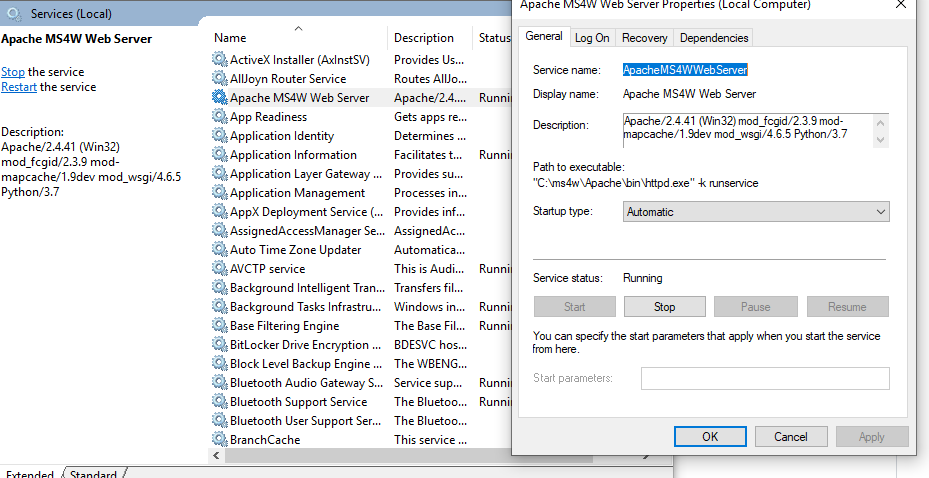 Services (Local)
Apache MS4W Web Server
Stop the service
Restart the service
Description:
Apache/2.4.41 (Win32)
mod_fcgid/2.3.9 mod-
mapcache/1.9dev mod_wsgi/4.6.5
Python/3.7
Name Description Status
ActiveX Installer (AxInstSV) Provides Us...
AllJoyn Router Service Routes AllJo...
Apache MS4W Web Server Apache/2.4.... Runnin
App Readiness Gets apps re...
Application Identity Determines ...
Application Information Facilitates t... Runnin
Application Layer Gateway ... Provides su...
Application Management Processes in...
AppX Deployment Service (... Provides inf...
AssignedAccessManager Se... AssignedAc...
Auto Time Zone Updater Automatica...
AVCTP service This is Audi... Runnin
Background Intelligent Tran... Transfers fil...
Background Tasks Infrastru... Windows in... Runnin
Base Filtering Engine The Base Fil... Runnin
BitLocker Drive Encryption ... BDESVC hos...
Block Level Backup Engine ... The WBENG...
Bluetooth Audio Gateway S... Service sup... Runnin
Bluetooth Support Service The Bluetoo... Runnin
Bluetooth User Support Ser... The Bluetoo...
BranchCache This service ...
Extended Standard
Apache MS4W Web Server Properties (Local Computer)
General Log On Recovery Dependencies
Service name: ApacheMS4WWebServer
Display name: Apache MS4W Web Server
Description: Apache/2.4.41 (Win32) mod_fcgid/2.3.9 mod-
mapcache/1.9dev mod_wsgi/4.6.5 Python/3.7
Path to executable:
"C:\ms4w\Apache\bin\httpd.exe" -k runservice
Startup type: Automatic
Service status: Running
Start Stop Pause Resume
You can specify the start parameters that apply when you start the service
from here.
Start parameters:
OK Cancel Apply